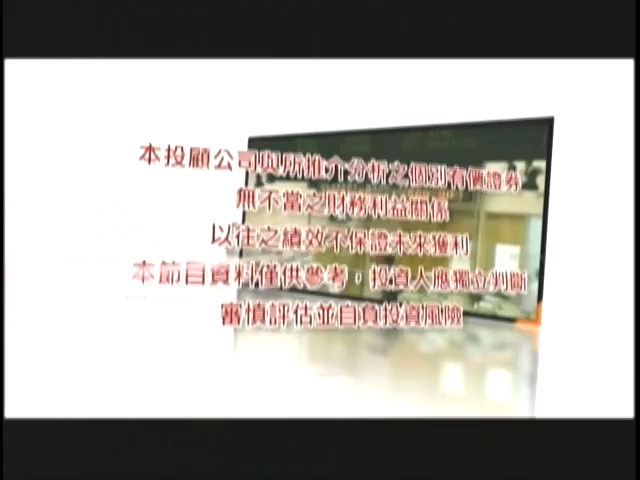 本投顧公司與所推介分析之個別有價證券
無不當之財務利益關係
以往之績效不保證未來獲利
本節目資料僅供參考，投資人應獨立判斷
審慎評估並自負投資風險